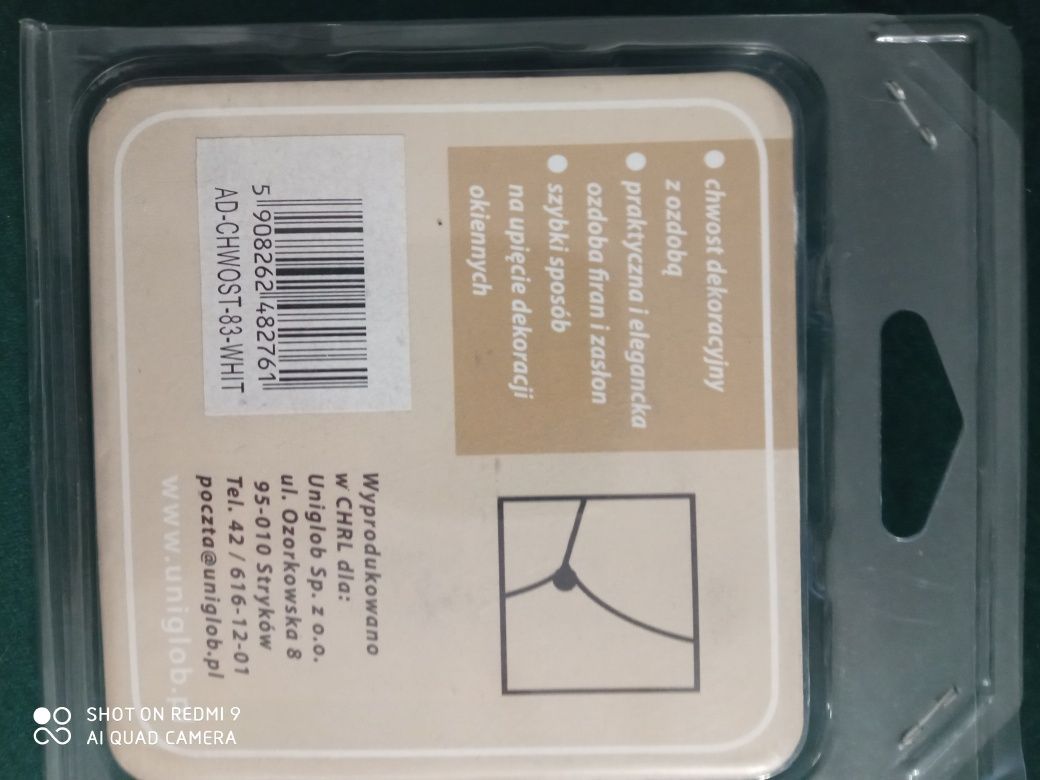 • chwost dekoracyjny
z ozdobą
• praktyczna i elegancka
ozdoba firan i zasłon
• szybki sposób
na upięcie dekoracji
okiennych
5 908262 482761
AD-CHWOST-83-WHIT
Wyprodukowano
w CHRL dla:
Uniglob Sp. z o.o.
ul. Ozorkowska 8
95-010 Stryków
Tel. 42 / 616-12-01
poczta@uniglob.pl
www.uniglob.p
SHOT ON REDMI 9
AI QUAD CAMERA